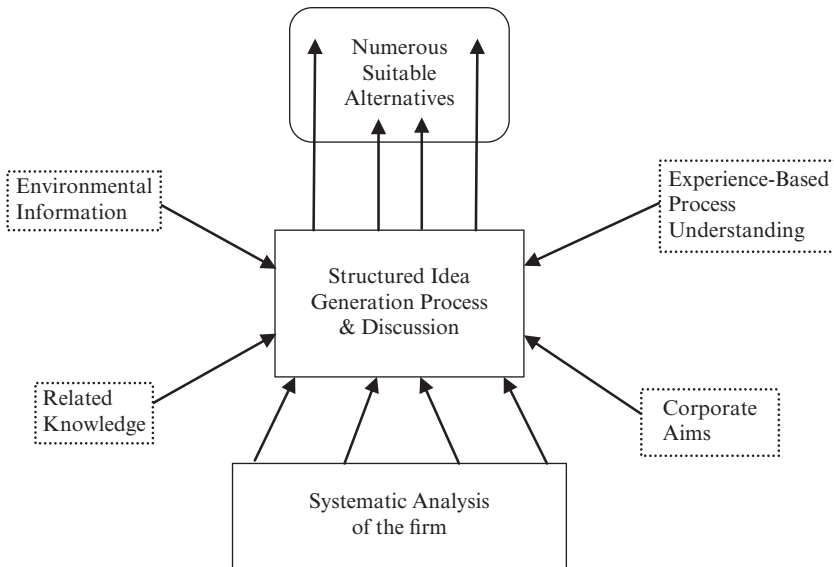 Numerous
Suitable
Alternatives
Environmental
Information
Experience-Based
Process
Understanding
Structured Idea
Generation Process
& Discussion
Related
Knowledge
Corporate
Aims
Systematic Analysis
of the firm